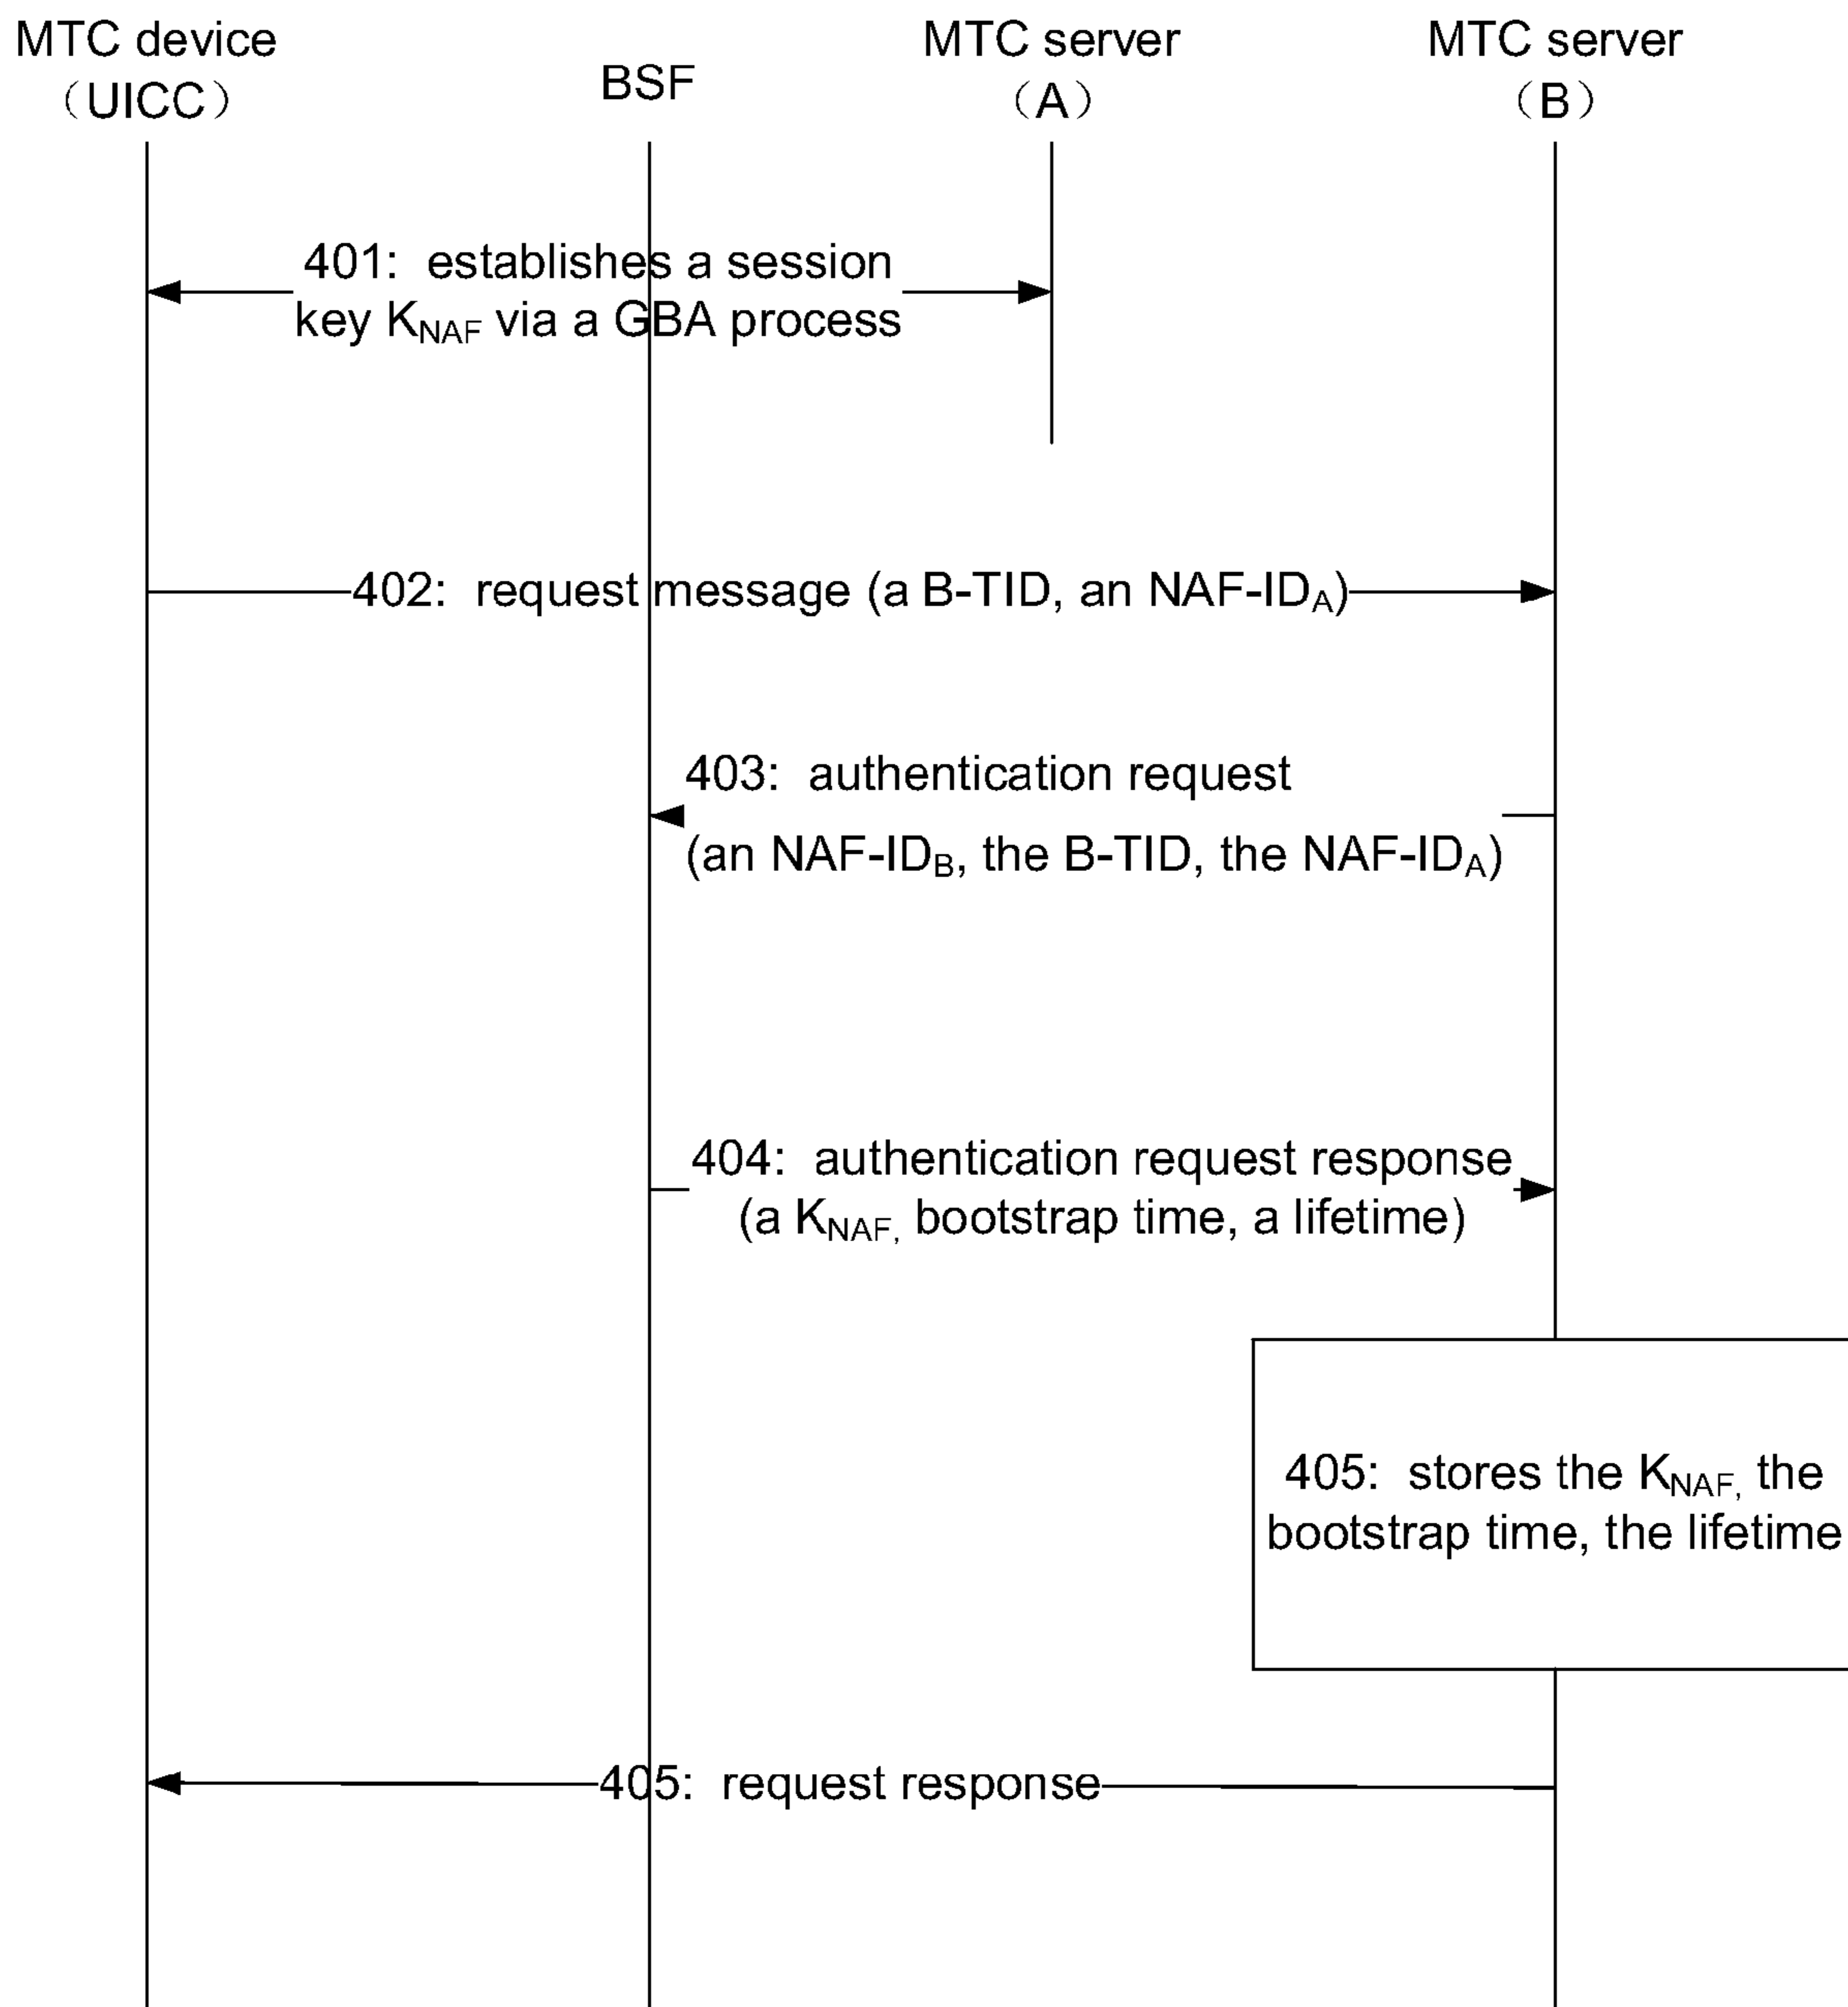 MTC device
（UICC）
BSF
MTC server
（A）
MTC server
（B）
401: establishes a session
key KNAF via a GBA process
402: request message (a B-TID, an NAF-IDA)
403: authentication request
(an NAF-IDB, the B-TID, the NAF-IDA)
404: authentication request response
(a KNAF, bootstrap time, a lifetime)
405: stores the KNAF, the
bootstrap time, the lifetime
405: request response